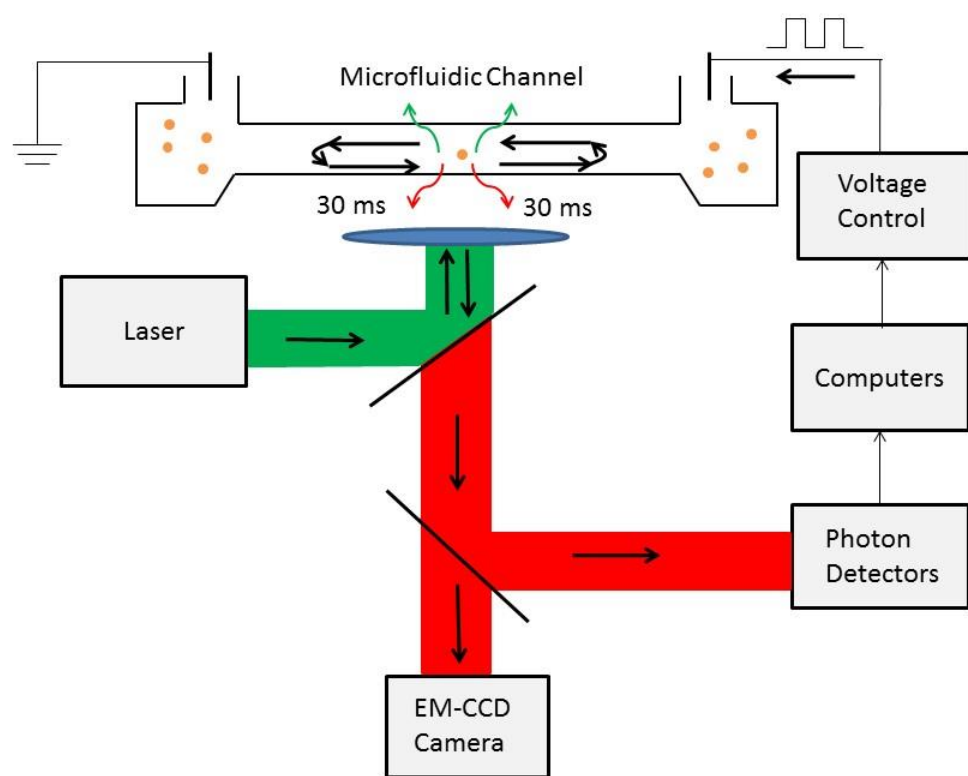 Microfluidic Channel
30 ms
30 ms
Voltage
Control
Laser
Computers
Photon
Detectors
EM-CCD
Camera